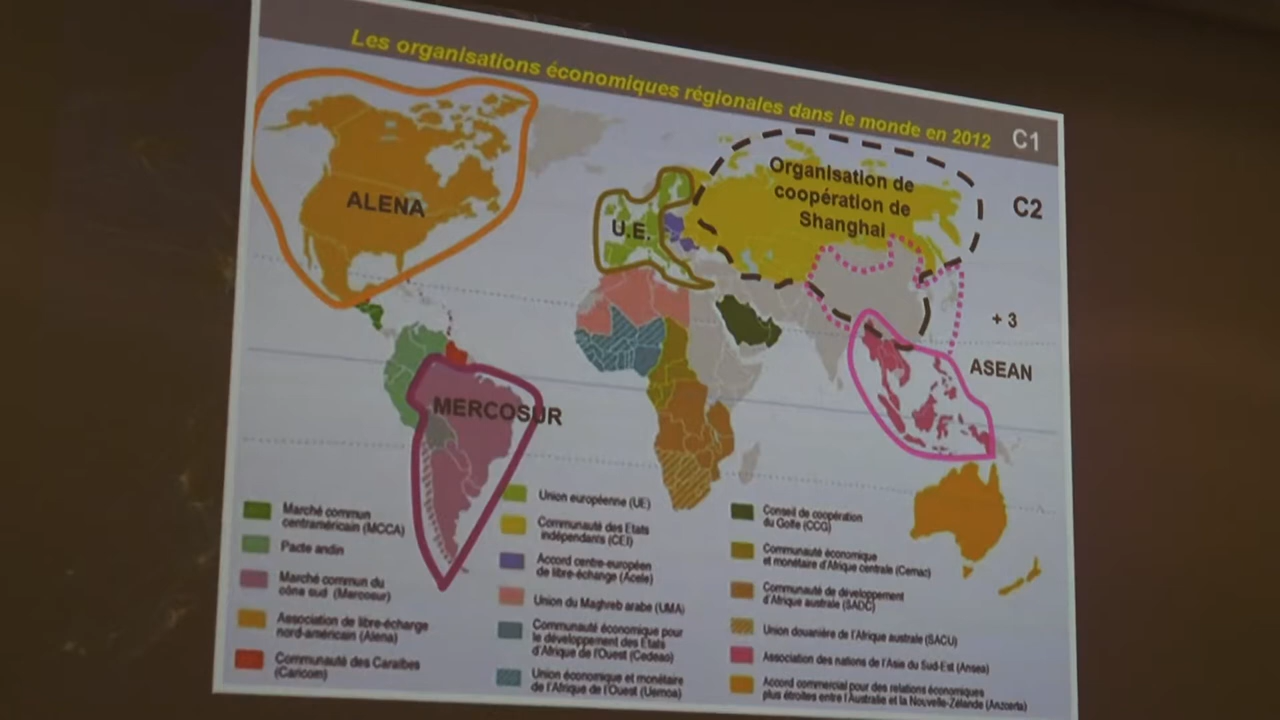 Les organisations économiques régionales dans le monde en 2012
C1
C2
ALENA
U.E.
Organisation de
coopération de
Shanghai
+ 3
ASEAN
MERCOSUR
Marché commun
centraméricain (MCCA)
Pacte andin
Marché commun du
cône sud (Mercosur)
Association de libre-échange
nord-américain (Alena)
Communauté des Caraïbes
(Caricom)
Union européenne (UE)
Communauté des Etats
indépendants (CEI)
Accord centre-européen
de libre-échange (Acele)
Union du Maghreb arabe (UMA)
Communauté économique pour
le développement des Etats
d'Afrique de l'Ouest (Cedeao)
Union économique et monétaire
de l'Afrique de l'Ouest (Uemoa)
Conseil de coopération
du Golfe (CCG)
Communauté économique
et monétaire d'Afrique centrale (Cemac)
Communauté de développement
d'Afrique australe (SADC)
Union douanière de l'Afrique australe (SACU)
Association des nations de l'Asie du Sud-Est (Ansea)
Accord commercial pour des relations économiques
plus étroites entre l'Australie et la Nouvelle-Zélande (Anzcerta)